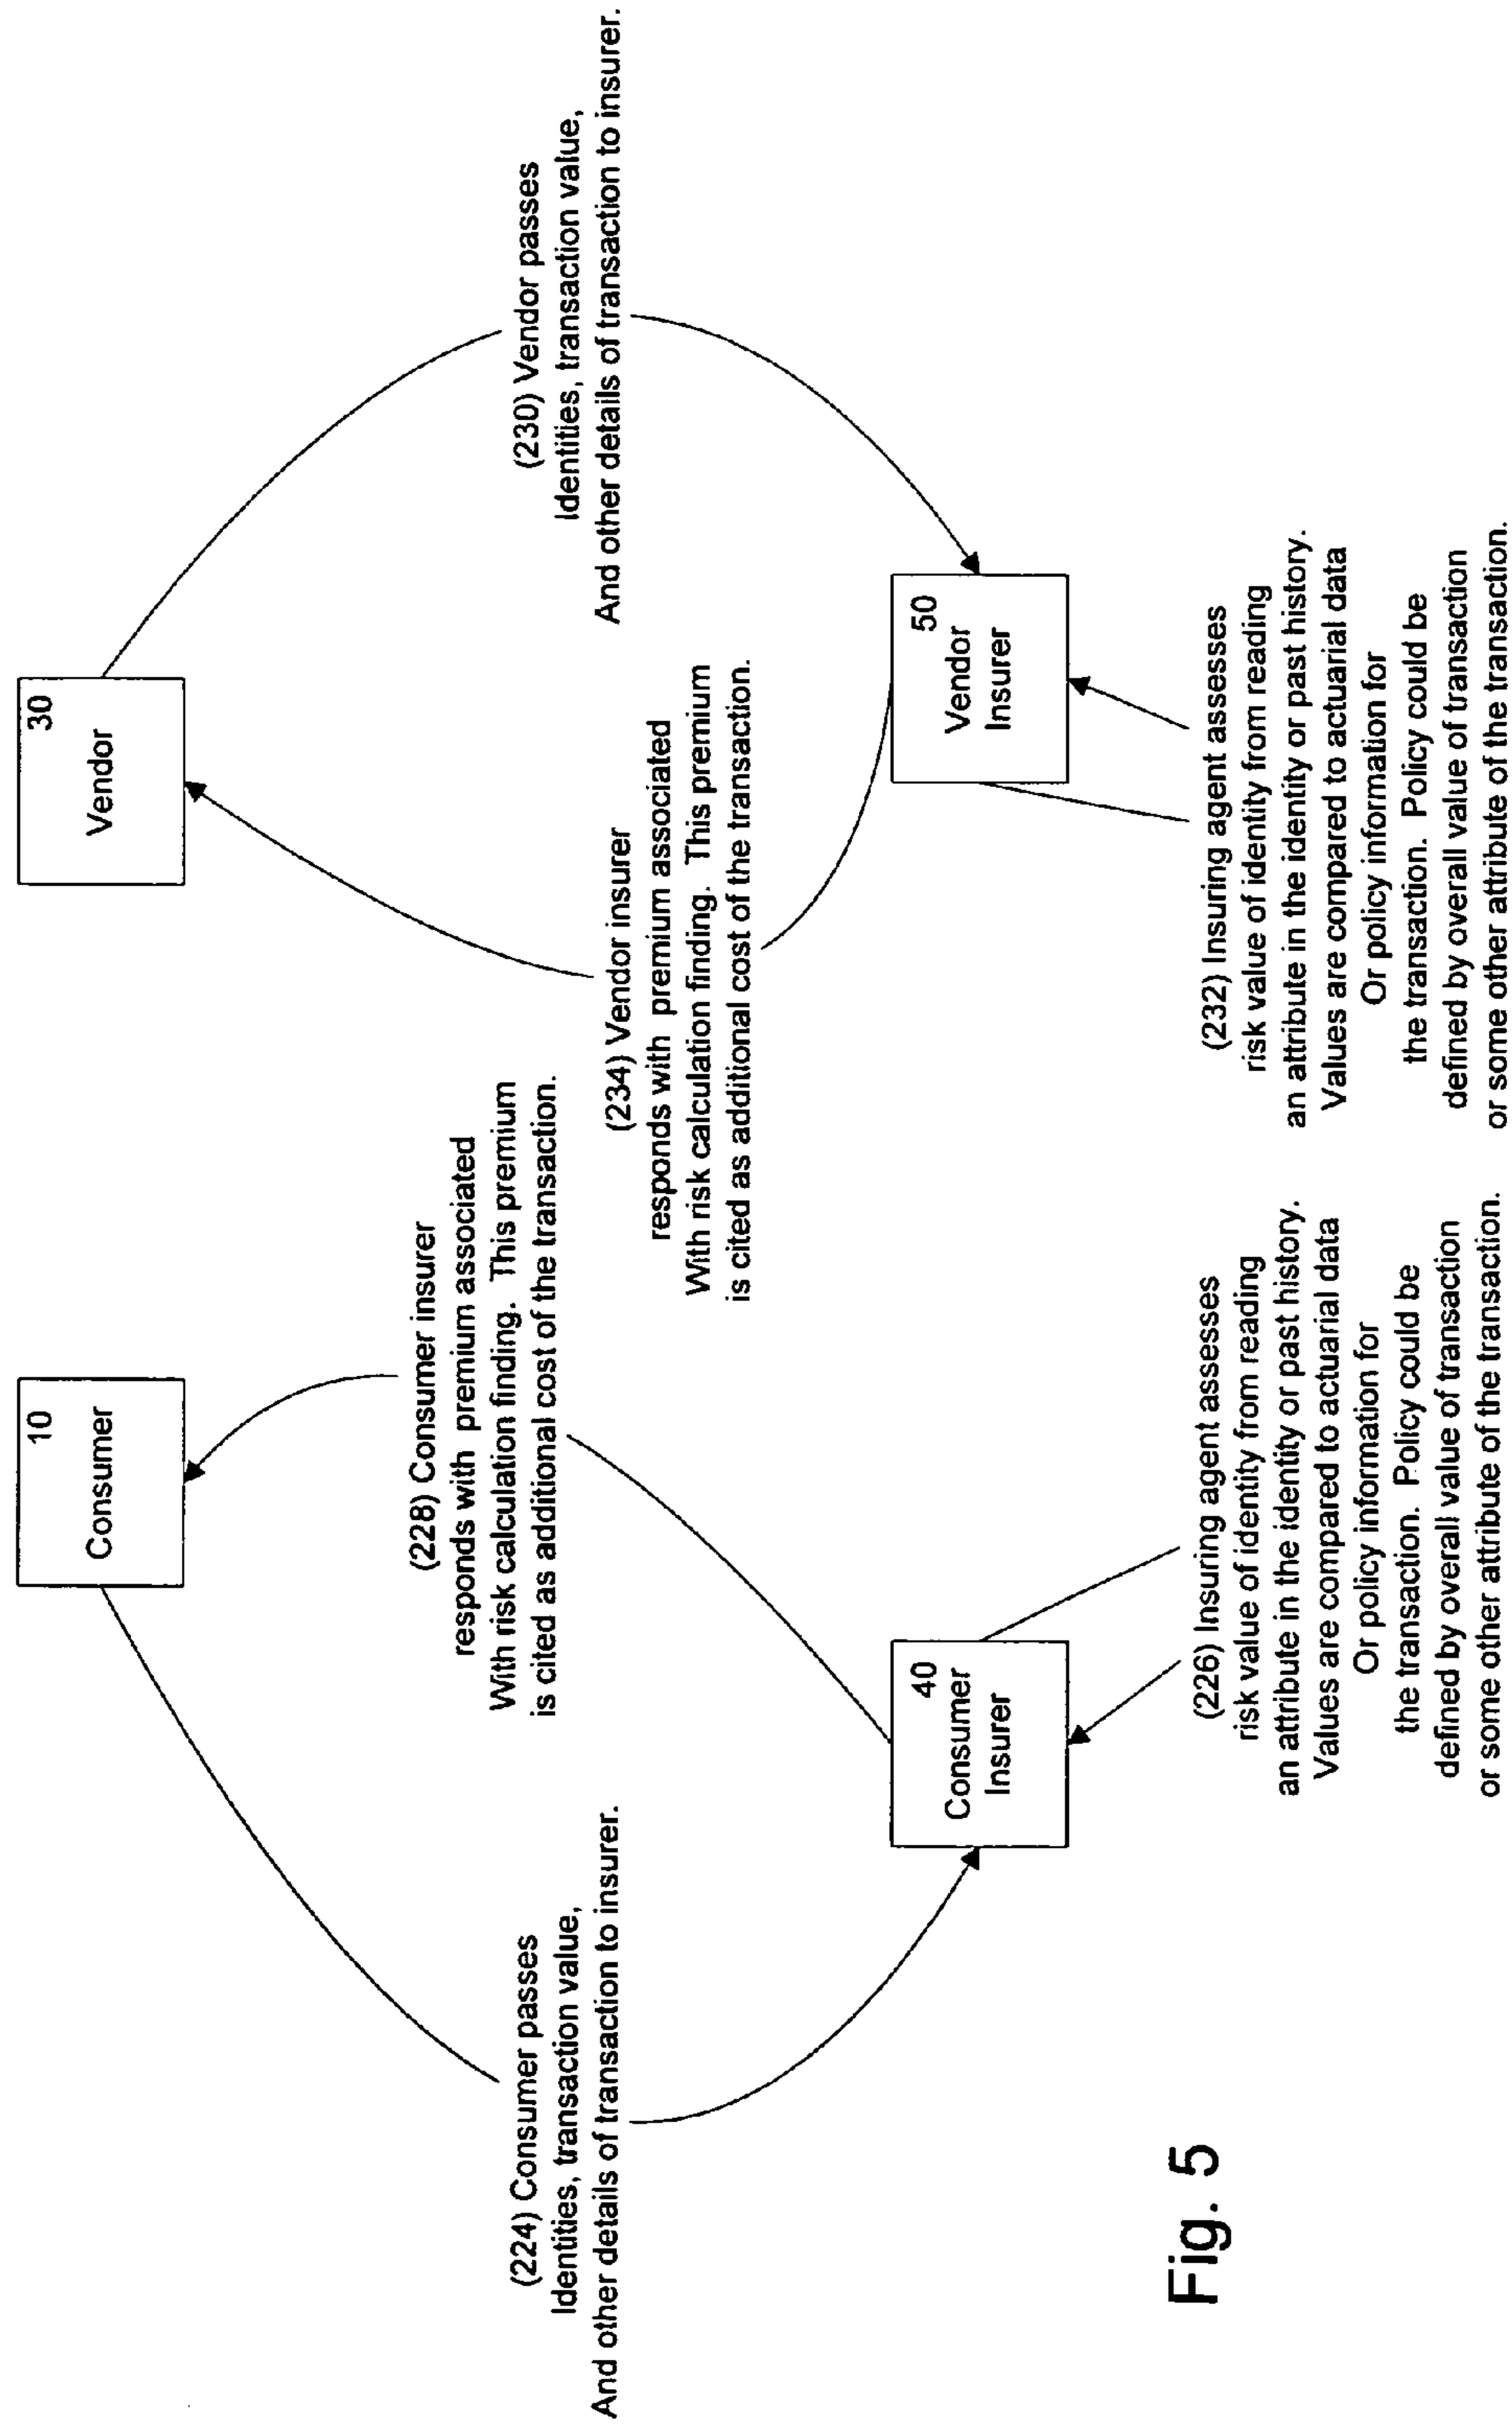 10
Consumer
30
Vendor
(224) Consumer passes
Identities, transaction value,
And other details of transaction to insurer.
(228) Consumer insurer
responds with premium associated
With risk calculation finding. This premium
is cited as additional cost of the transaction.
(234) Vendor insurer
responds with premium associated
With risk calculation finding. This premium
is cited as additional cost of the transaction.
(230) Vendor passes
Identities, transaction value,
And other details of transaction to insurer.
40
Consumer
Insurer
50
Vendor
Insurer
(226) Insuring agent assesses
risk value of identity from reading
an attribute in the identity or past history.
Values are compared to actuarial data
Or policy information for
the transaction. Policy could be
defined by overall value of transaction
or some other attribute of the transaction.
(232) Insuring agent assesses
risk value of identity from reading
an attribute in the identity or past history.
Values are compared to actuarial data
Or policy information for
the transaction. Policy could be
defined by overall value of transaction
or some other attribute of the transaction.
Fig. 5